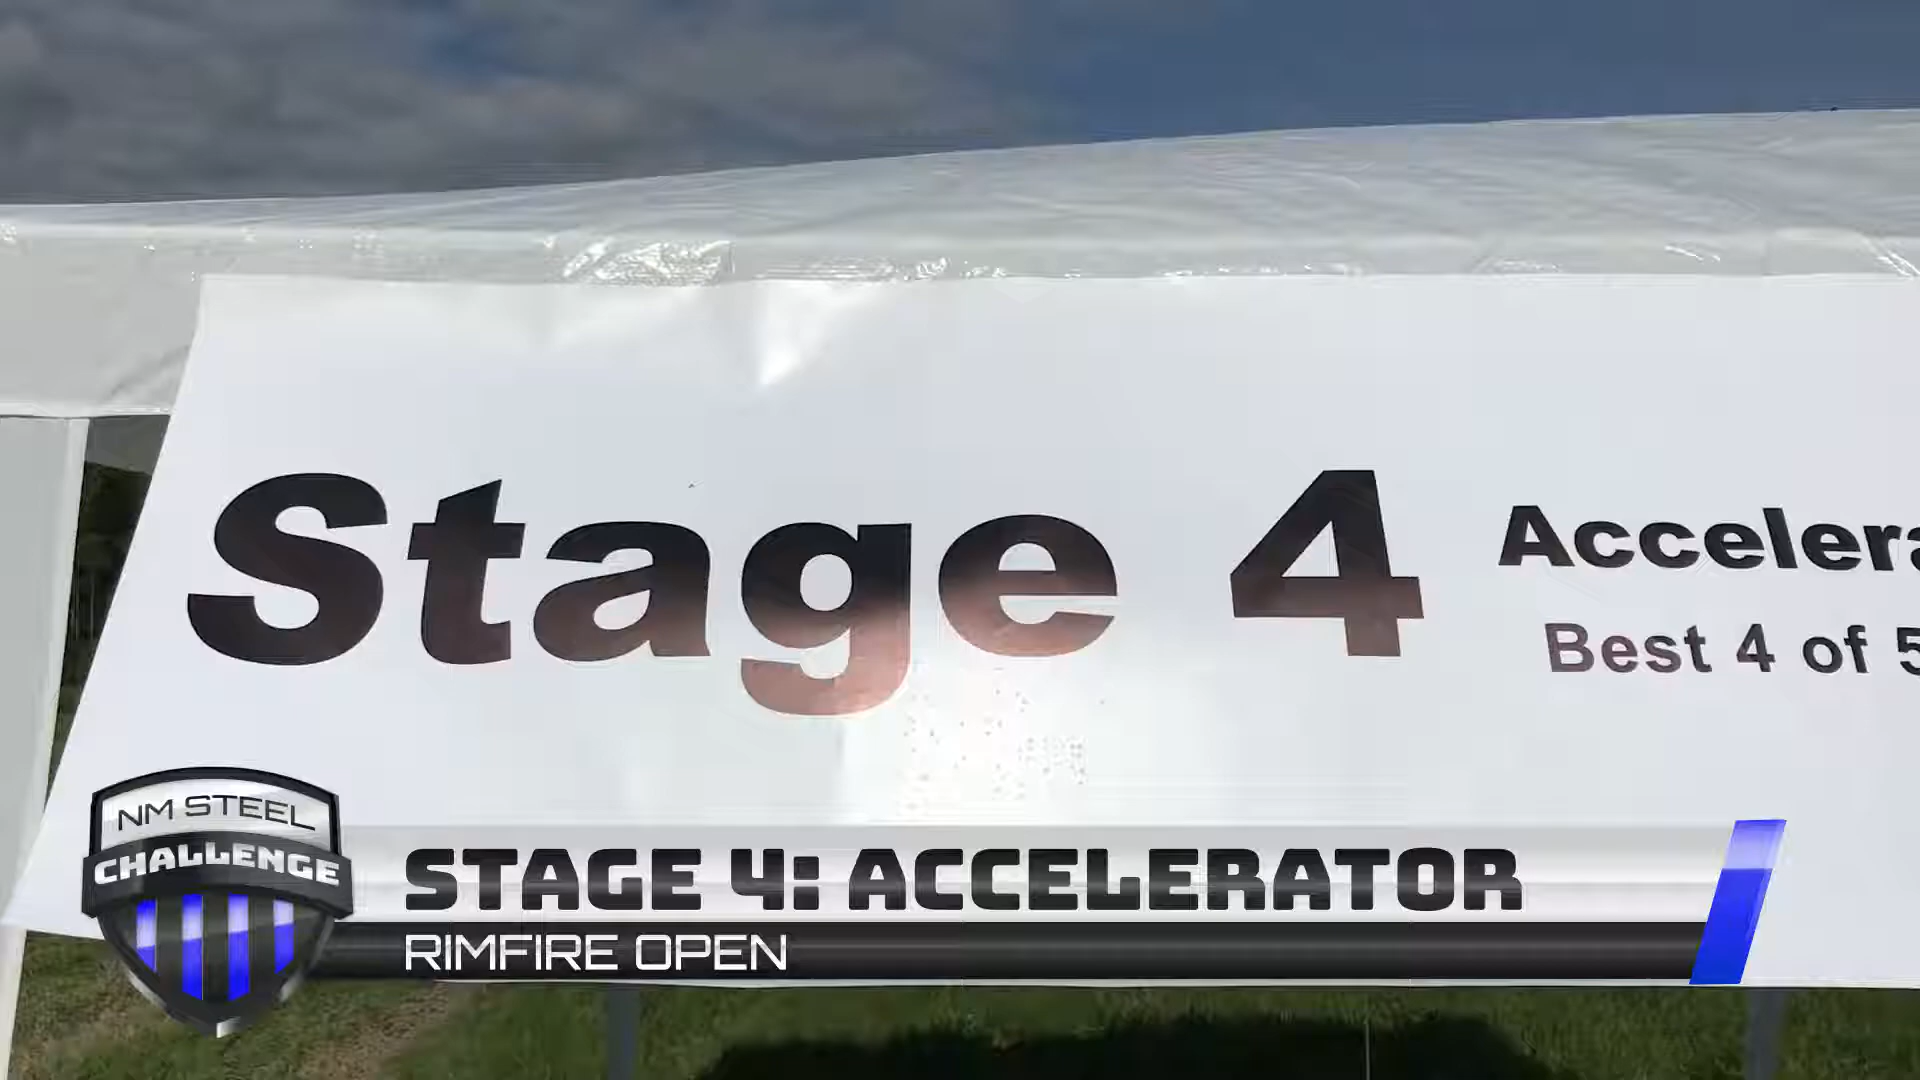 Stage 4
Accelera
Best 4 of 5
NM STEEL
CHALLENGE
STAGE 4: ACCELERATOR
RIMFIRE OPEN